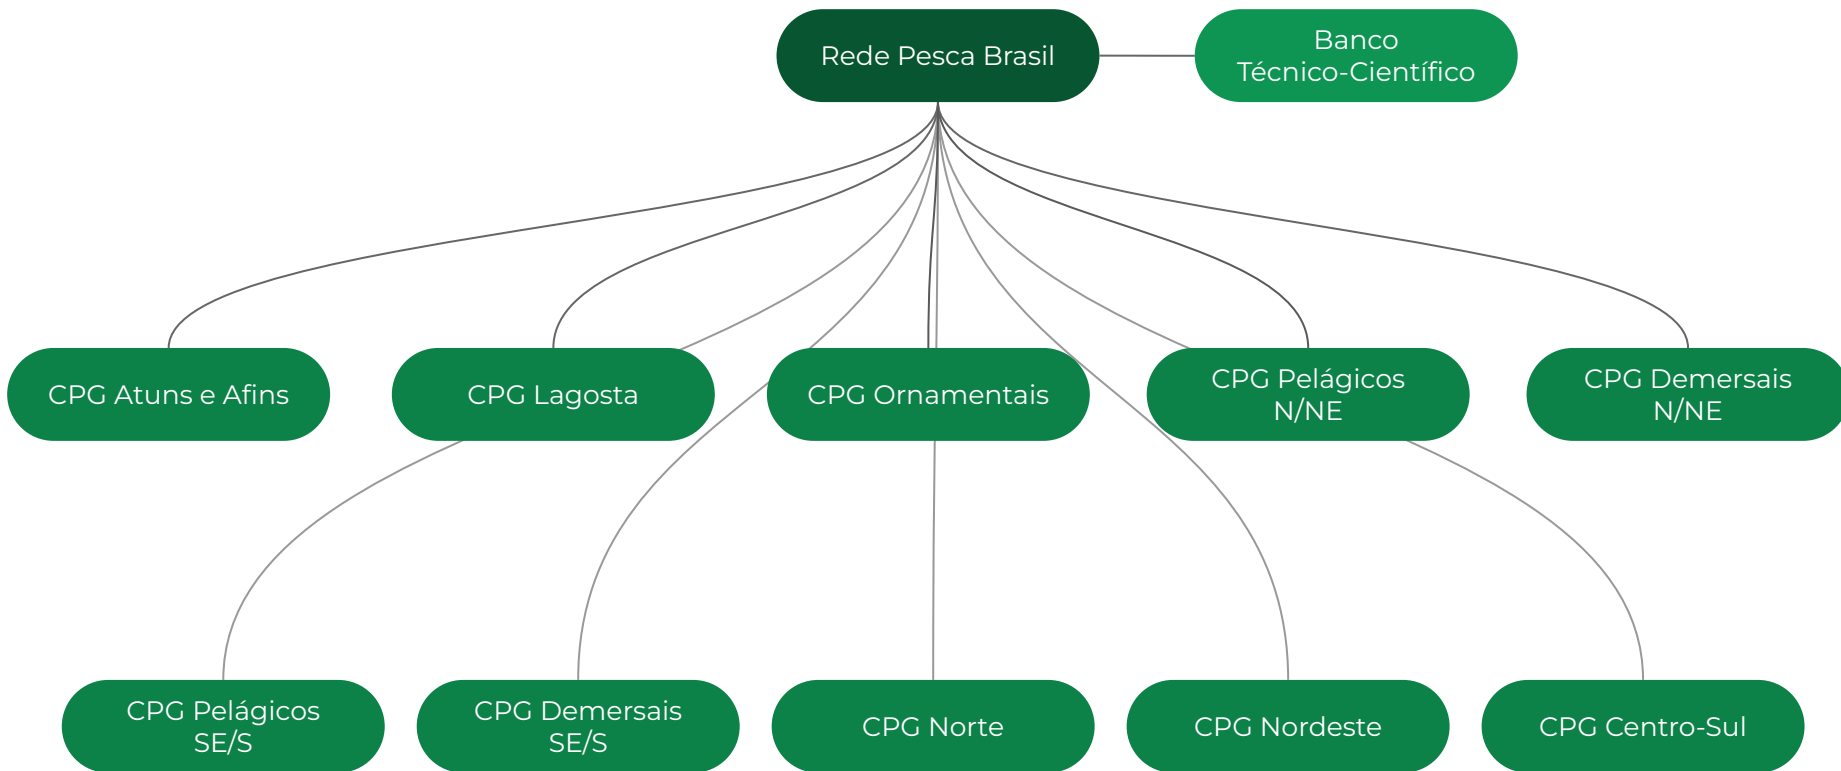 Rede Pesca Brasil
Banco
Técnico-Científico
CPG Atuns e Afins
CPG Lagosta
CPG Ornamentais
CPG Pelágicos
N/NE
CPG Demersais
N/NE
CPG Pelágicos
SE/S
CPG Demersais
SE/S
CPG Norte
CPG Nordeste
CPG Centro-Sul